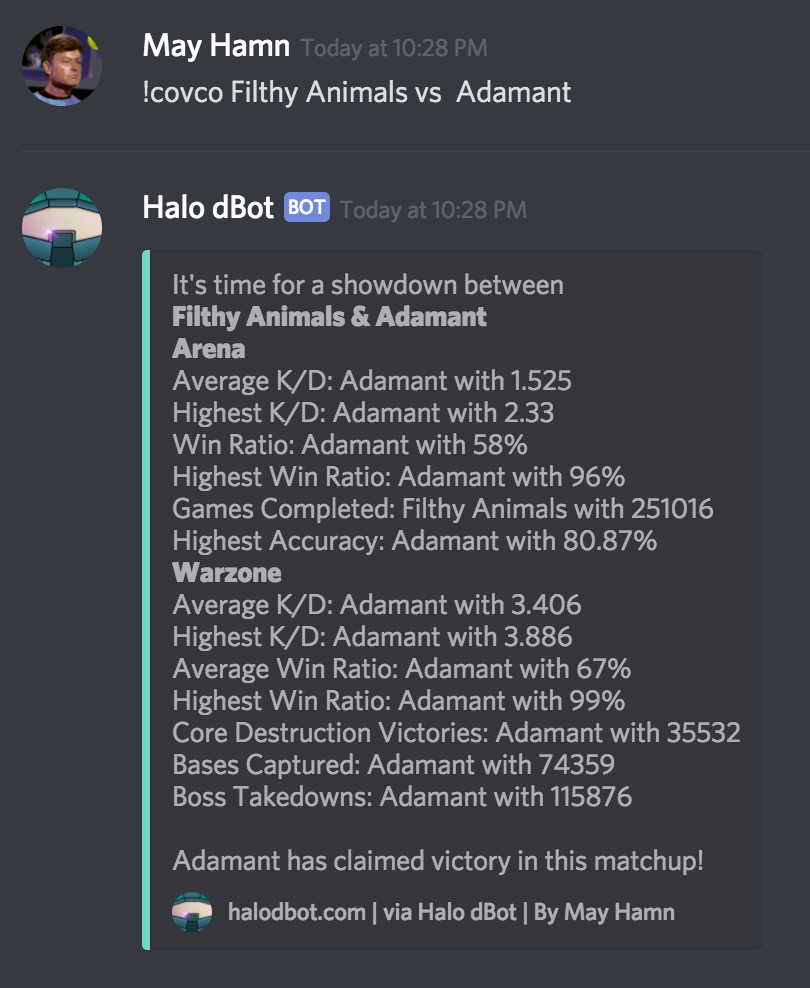 May Hamn Today at 10:28 PM
!covco Filthy Animals vs  Adamant
Halo dBot BOT Today at 10:28 PM
It's time for a showdown between
Filthy Animals & Adamant
Arena
Average K/D: Adamant with 1.525
Highest K/D: Adamant with 2.33
Win Ratio: Adamant with 58%
Highest Win Ratio: Adamant with 96%
Games Completed: Filthy Animals with 251016
Highest Accuracy: Adamant with 80.87%
Warzone
Average K/D: Adamant with 3.406
Highest K/D: Adamant with 3.886
Average Win Ratio: Adamant with 67%
Highest Win Ratio: Adamant with 99%
Core Destruction Victories: Adamant with 35532
Bases Captured: Adamant with 74359
Boss Takedowns: Adamant with 115876
Adamant has claimed victory in this matchup!
halodbot.com | via Halo dBot | By May Hamn